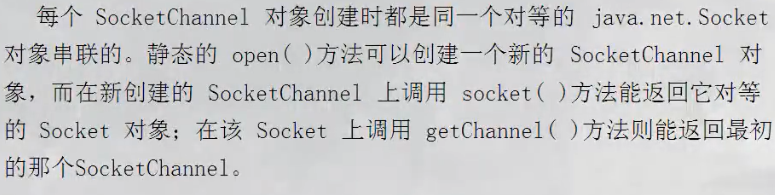 每个 SocketChannel 对象创建时都是同一个对等的 java.net.Socket
对象串联的。静态的 open( )方法可以创建一个新的 SocketChannel 对
象，而在新创建的 SocketChannel 上调用 socket( )方法能返回它对等
的 Socket 对象；在该 Socket 上调用 getChannel( )方法则能返回最初
的那个SocketChannel。